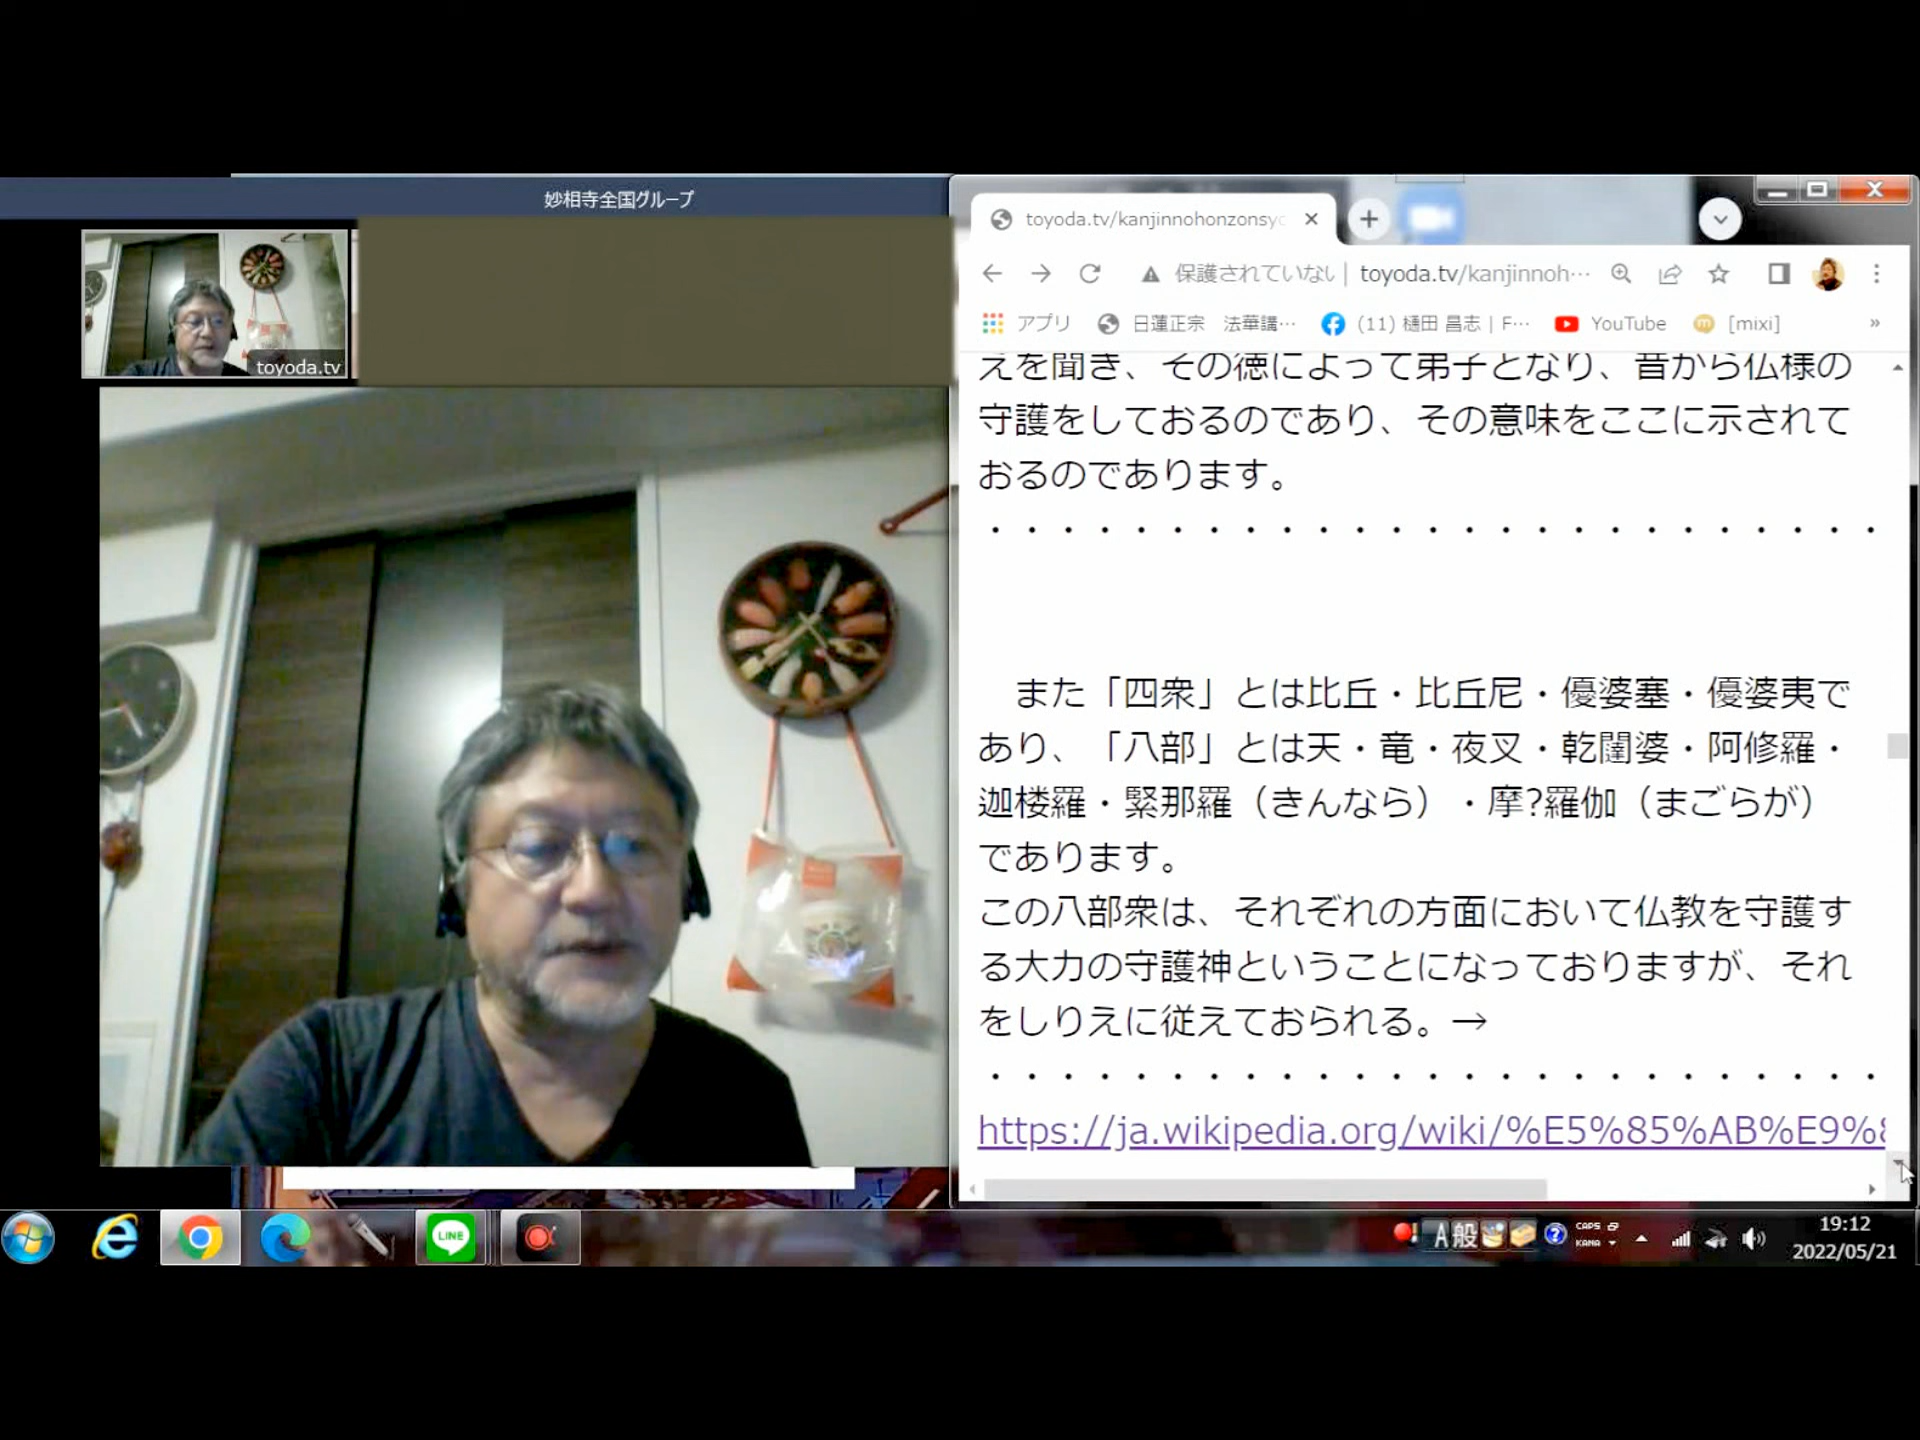 妙相寺全国グループ
toyoda.tv
toyoda.tv/kanjinnohonzonsyo
保護されていない
toyoda.tv/kanjinnoh…
アプリ
日蓮正宗 法華講…
(11) 樋田 昌志 | F…
YouTube
[mixi]
»
えを聞き、その徳によって弟子となり、昔から仏様の
守護をしておるのであり、その意味をここに示されて
おるのであります。
・・・・・・・・・・・・・・・・・・・・・・・・・
また「四衆」とは比丘・比丘尼・優婆塞・優婆夷で
あり、「八部」とは天・竜・夜叉・乾闥婆・阿修羅・
迦楼羅・緊那羅（きんなら）・摩?羅伽（まごらが）
であります。
この八部衆は、それぞれの方面において仏教を守護す
る大力の守護神ということになっておりますが、それ
をしりえに従えておられる。→
・・・・・・・・・・・・・・・・・・・・・・・・・
https://ja.wikipedia.org/wiki/%E5%85%AB%E9%8
LINE
A般
CAPS
KANA
19:12
2022/05/21